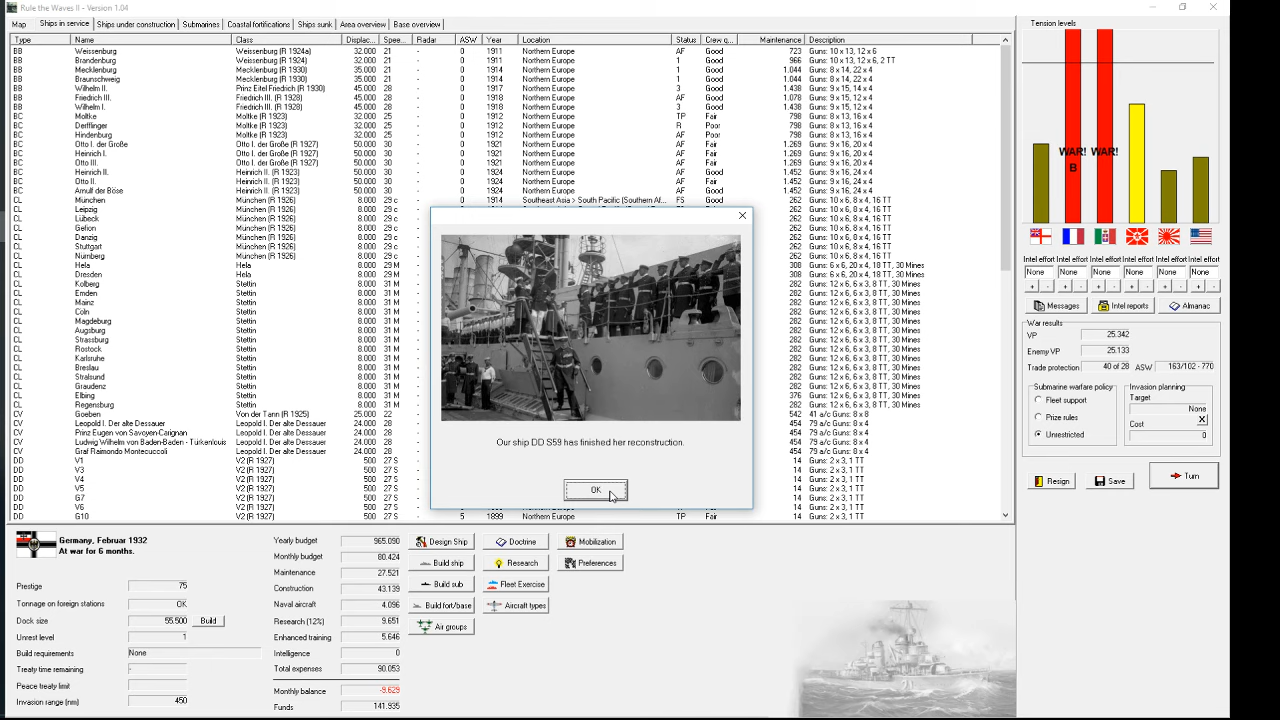 Rule the Waves II - Version 1.04
Map Ships in service Ships under construction Submarines Coastal fortifications Ships sunk Area overview Base overview
Type Name Class Displac... Spee... Radar ASW Year Location Status Crew q... Maintenance Description
BB Weissenburg Weissenburg (R 1924a) 32.000 21 - 0 1911 Northern Europe AF Good 723 Guns: 10 x 13, 12 x 6
BB Brandenburg Weissenburg (R 1924) 32.000 21 - 0 1911 Northern Europe 1 Good 966 Guns: 10 x 13, 12 x 6, 2 TT
BB Mecklenburg Mecklenburg (R 1930) 32.000 21 - 0 1914 Northern Europe 1 Good 1.044 Guns: 8 x 14, 22 x 4
BB Braunschweig Mecklenburg (R 1930) 32.000 21 - 0 1914 Northern Europe 1 Good 1.044 Guns: 8 x 14, 22 x 4
BB Wilhelm II. Prinz Eitel Friedrich (R 1930) 45.000 28 - 0 1917 Northern Europe 3 Good 1.438 Guns: 9 x 15, 14 x 4
BB Friedrich III. Friedrich III. (R 1928) 45.000 28 - 0 1918 Northern Europe AF Good 1.078 Guns: 9 x 15, 12 x 4
BB Wilhelm I. Friedrich III. (R 1928) 45.000 28 - 0 1918 Northern Europe 3 Good 1.438 Guns: 9 x 15, 12 x 4
BC Moltke Moltke (R 1923) 32.000 25 - 0 1912 Northern Europe TP Fair 798 Guns: 8 x 13, 16 x 4
BC Derfflinger Moltke (R 1923) 32.000 25 - 0 1912 Northern Europe R Poor 798 Guns: 8 x 13, 16 x 4
BC Hindenburg Moltke (R 1923) 32.000 25 - 0 1912 Northern Europe AF Poor 798 Guns: 8 x 13, 16 x 4
BC Otto I. der Große Otto I. der Große (R 1927) 50.000 30 - 0 1921 Northern Europe AF Fair 1.269 Guns: 9 x 16, 20 x 4
BC Heinrich I. Otto I. der Große (R 1927) 50.000 30 - 0 1921 Northern Europe AF Fair 1.269 Guns: 9 x 16, 20 x 4
BC Otto III. Otto I. der Große (R 1927) 50.000 30 - 0 1921 Northern Europe AF Fair 1.269 Guns: 9 x 16, 20 x 4
BC Heinrich II. Heinrich II. (R 1927) 50.000 30 - 0 1924 Northern Europe AF Fair 1.452 Guns: 9 x 16, 24 x 4
BC Otto II. Heinrich II. (R 1927) 50.000 30 - 0 1924 Northern Europe AF Fair 1.452 Guns: 9 x 16, 24 x 4
BC Arnulf der Böse Heinrich II. (R 1927) 50.000 30 - 0 1924 Northern Europe AF Fair 1.452 Guns: 9 x 16, 24 x 4
CL München München (R 1926) 8.000 29 c - 0 1914 Southeast Asia > South Pacific (Southern Af... FS Good 262 Guns: 10 x 6, 8 x 4, 16 TT
CL Leipzig München (R 1926) 8.000 29 262 Guns: 10 x 6, 8 x 4, 16 TT
CL Lübeck München (R 1926) 8.000 29 262 Guns: 10 x 6, 8 x 4, 16 TT
CL Gefion München (R 1926) 8.000 29 262 Guns: 10 x 6, 8 x 4, 16 TT
CL Danzig München (R 1926) 8.000 29 262 Guns: 10 x 6, 8 x 4, 16 TT
CL Stuttgart München (R 1926) 8.000 29 262 Guns: 10 x 6, 8 x 4, 16 TT
CL Nürnberg München (R 1926) 8.000 29 262 Guns: 10 x 6, 8 x 4, 16 TT
CL Hela Hela 8.000 29 M 308 Guns: 6 x 6, 20 x 4, 18 TT, 30 Mines
CL Dresden Hela 8.000 29 M 308 Guns: 6 x 6, 20 x 4, 18 TT, 30 Mines
CL Kolberg Stettin 8.000 31 M 282 Guns: 12 x 6, 6 x 3, 8 TT, 30 Mines
CL Emden Stettin 8.000 31 M 282 Guns: 12 x 6, 6 x 3, 8 TT, 30 Mines
CL Mainz Stettin 8.000 31 M 282 Guns: 12 x 6, 6 x 3, 8 TT, 30 Mines
CL Cöln Stettin 8.000 31 M 282 Guns: 12 x 6, 6 x 3, 8 TT, 30 Mines
CL Magdeburg Stettin 8.000 31 M 282 Guns: 12 x 6, 6 x 3, 8 TT, 30 Mines
CL Augsburg Stettin 8.000 31 M 282 Guns: 12 x 6, 6 x 3, 8 TT, 30 Mines
CL Strassburg Stettin 8.000 31 M 282 Guns: 12 x 6, 6 x 3, 8 TT, 30 Mines
CL Rostock Stettin 8.000 31 M 282 Guns: 12 x 6, 6 x 3, 8 TT, 30 Mines
CL Karlsruhe Stettin 8.000 31 M 282 Guns: 12 x 6, 6 x 3, 8 TT, 30 Mines
CL Breslau Stettin 8.000 31 M 282 Guns: 12 x 6, 6 x 3, 8 TT, 30 Mines
CL Stralsund Stettin 8.000 31 M 282 Guns: 12 x 6, 6 x 3, 8 TT, 30 Mines
CL Graudenz Stettin 8.000 31 M 282 Guns: 12 x 6, 6 x 3, 8 TT, 30 Mines
CL Elbing Stettin 8.000 31 M 376 Guns: 12 x 6, 6 x 3, 8 TT, 30 Mines
CL Regensburg Stettin 8.000 31 M 282 Guns: 12 x 6, 6 x 3, 8 TT, 30 Mines
CV Goeben Von der Tann (R 1925) 25.000 22 542 41 a/c Guns: 8 x 8
CV Leopold I. Der alte Dessauer Leopold I. Der alte Dessauer 24.000 28 454 79 a/c Guns: 8 x 4
CV Prinz Eugen von Savoyen-Carignan Leopold I. Der alte Dessauer 24.000 28 454 79 a/c Guns: 8 x 4
CV Ludwig Wilhelm von Baden-Baden - Türkenlouis Leopold I. Der alte Dessauer 24.000 28 454 79 a/c Guns: 8 x 4
CV Graf Raimondo Montecuccoli Leopold I. Der alte Dessauer 24.000 28 454 79 a/c Guns: 8 x 4
DD V1 V2 (R 1927) 500 27 S 14 Guns: 2 x 3, 1 TT
DD V3 V2 (R 1927) 500 27 S 14 Guns: 2 x 3, 1 TT
DD V4 V2 (R 1927) 500 27 S 14 Guns: 2 x 3, 1 TT
DD V5 V2 (R 1927) 500 27 S 14 Guns: 2 x 3, 1 TT
DD G7 V2 (R 1927) 500 27 S 14 Guns: 2 x 3, 1 TT
DD V6 V2 (R 1927) 500 27 S 14 Guns: 2 x 3, 1 TT
DD G10 V2 (R 1927) 500 27 S - 5 1899 Northern Europe TP Fair 14 Guns: 2 x 3, 1 TT
Our ship DD S59 has finished her reconstruction.
OK
Tension levels
WAR! WAR!
B
Intel effort Intel effort Intel effort Intel effort Intel effort Intel effort
None None None None None None
+ - + - + - + - + - + -
Messages Intel reports Almanac
War results
VP 25.342
Enemy VP 25.133
Trade protection 40 of 28 ASW 163/102 - 770
Submarine warfare policy
Fleet support
Prize rules
Unrestricted
Invasion planning
Target
None
Cost X
0
Resign Save Turn
Germany, Februar 1932
At war for 6 months.
Prestige 75
Tonnage on foreign stations OK
Dock size 55.500 Build
Unrest level 1
Build requirements None
Treaty time remaining -
Peace treaty limit
Invasion range (nm) 450
Yearly budget 965.090
Monthly budget 80.424
Maintenance 27.521
Construction 43.139
Naval aircraft 4.096
Research (12%) 9.651
Enhanced training 5.646
Intelligence 0
Total expenses 90.053
Monthly balance -9.629
Funds 141.935
Design Ship Doctrine Mobilization
Build ship Research Preferences
Build sub Fleet Exercise
Build fort/base Aircraft types
Air groups